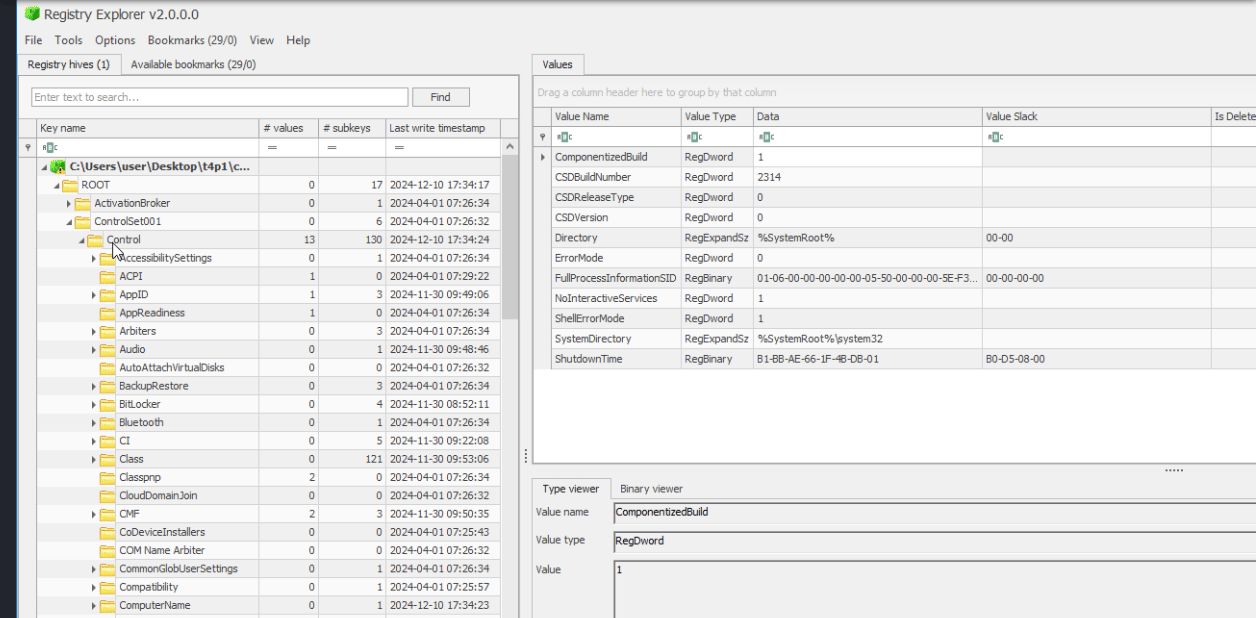 Registry Explorer v2.0.0.0
File Tools Options Bookmarks (29/0) View Help
Registry hives (1) Available bookmarks (29/0)
Enter text to search... Find
Key name # values # subkeys Last write timestamp
= = =
C:\Users\user\Desktop\t4p1\c...
ROOT 0 17 2024-12-10 17:34:17
ActivationBroker 0 1 2024-04-01 07:26:34
ControlSet001 0 6 2024-04-01 07:26:32
Control 13 130 2024-12-10 17:34:24
AccessibilitySettings 0 1 2024-04-01 07:26:34
ACPI 1 0 2024-04-01 07:29:22
AppID 1 3 2024-11-30 09:49:06
AppReadiness 1 0 2024-04-01 07:26:34
Arbiters 0 3 2024-04-01 07:26:34
Audio 0 1 2024-11-30 09:48:46
AutoAttachVirtualDisks 0 0 2024-04-01 07:26:32
BackupRestore 0 3 2024-04-01 07:26:34
BitLocker 0 4 2024-11-30 08:52:11
Bluetooth 0 1 2024-04-01 07:26:34
CI 0 5 2024-11-30 09:22:08
Class 0 121 2024-11-30 09:53:06
Classpnp 2 0 2024-04-01 07:26:34
CloudDomainJoin 0 0 2024-04-01 07:26:32
CMF 2 3 2024-11-30 09:50:35
CoDeviceInstallers 0 0 2024-04-01 07:25:43
COM Name Arbiter 0 0 2024-04-01 07:26:32
CommonGlobUserSettings 0 1 2024-04-01 07:26:34
Compatibility 0 1 2024-04-01 07:25:57
ComputerName 0 1 2024-12-10 17:34:23
Values
Drag a column header here to group by that column
Value Name Value Type Data Value Slack Is Delete
ComponentizedBuild RegDword 1
CSDBuildNumber RegDword 2314
CSDReleaseType RegDword 0
CSDVersion RegDword 0
Directory RegExpandSz %SystemRoot% 00-00
ErrorMode RegDword 0
FullProcessInformationSID RegBinary 01-06-00-00-00-00-00-05-50-00-00-00-5E-F3... 00-00-00-00
NoInteractiveServices RegDword 1
ShellErrorMode RegDword 1
SystemDirectory RegExpandSz %SystemRoot%\system32
ShutdownTime RegBinary B1-BB-AE-66-1F-4B-DB-01 B0-D5-08-00
Type viewer Binary viewer
Value name ComponentizedBuild
Value type RegDword
Value 1